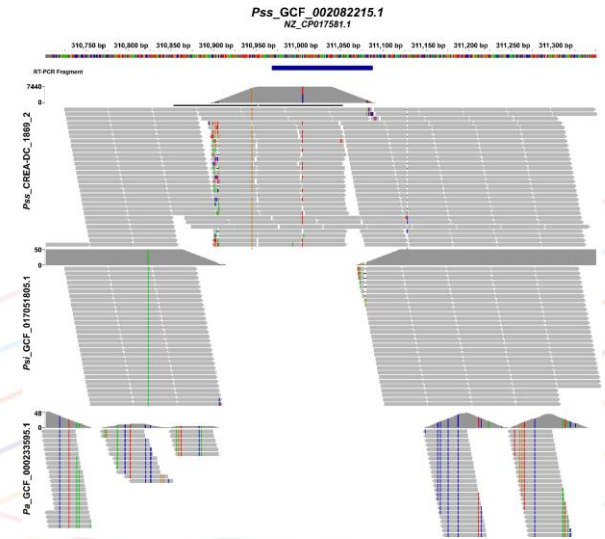 Pss_GCF_002082215.1
NZ_CP017581.1
310,750 bp 310,800 bp 310,850 bp 310,900 bp 310,950 bp 311,000 bp 311,050 bp 311,100 bp 311,150 bp 311,200 bp 311,250 bp 311,300 bp
RT-PCR Fragment
7440
0
Pss_CREA-DC_1869_2
50
0
Psi_GCF_017051805.1
48
0
Pa_GCF_000233595.1